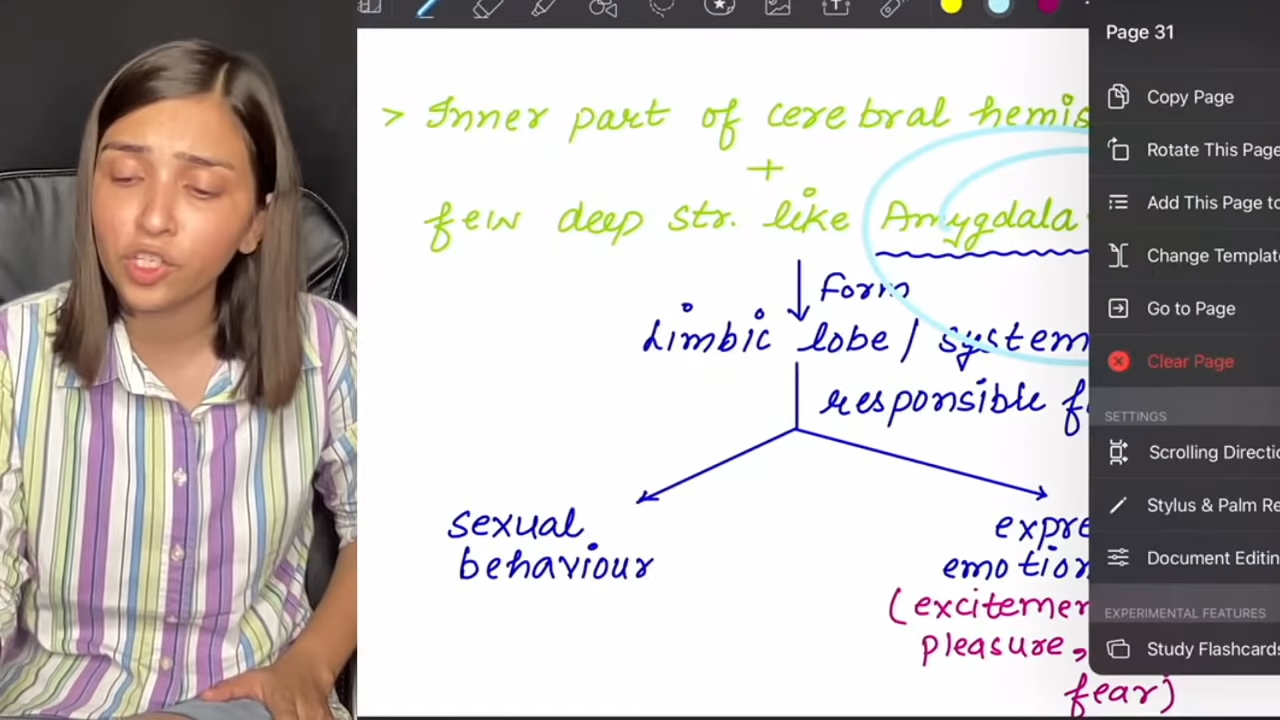 > Inner part of cerebral hemis
+
few deep str. like Amygdala
form
Limbic lobe / system
responsible f
sexual
behaviour
expre
emotion
(excitemen
pleasure,
fear)
Page 31
Copy Page
Rotate This Page
Add This Page to
Change Template
Go to Page
Clear Page
SETTINGS
Scrolling Directio
Stylus & Palm Re
Document Editin
EXPERIMENTAL FEATURES
Study Flashcards